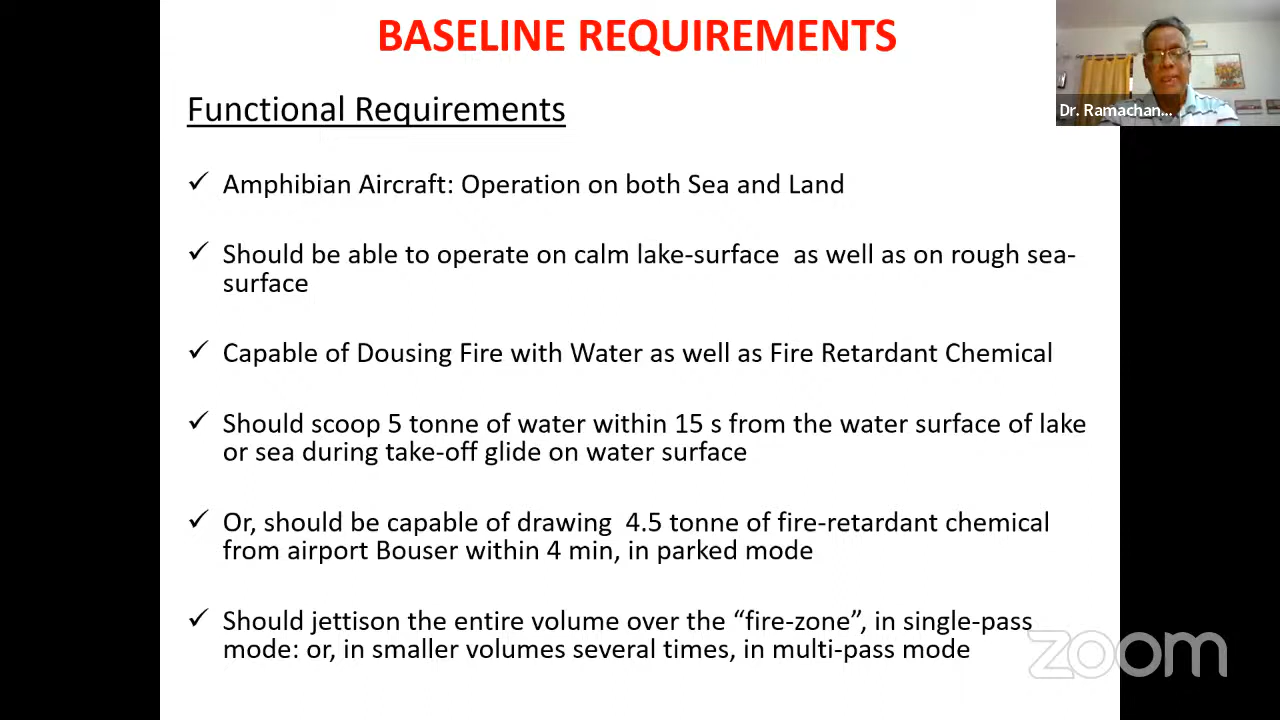 BASELINE REQUIREMENTS
Dr. Ramachan...
Functional Requirements
✓ Amphibian Aircraft: Operation on both Sea and Land
✓ Should be able to operate on calm lake-surface as well as on rough sea-
surface
✓ Capable of Dousing Fire with Water as well as Fire Retardant Chemical
✓ Should scoop 5 tonne of water within 15 s from the water surface of lake
or sea during take-off glide on water surface
✓ Or, should be capable of drawing 4.5 tonne of fire-retardant chemical
from airport Bouser within 4 min, in parked mode
✓ Should jettison the entire volume over the “fire-zone”, in single-pass
mode: or, in smaller volumes several times, in multi-pass mode
zoom